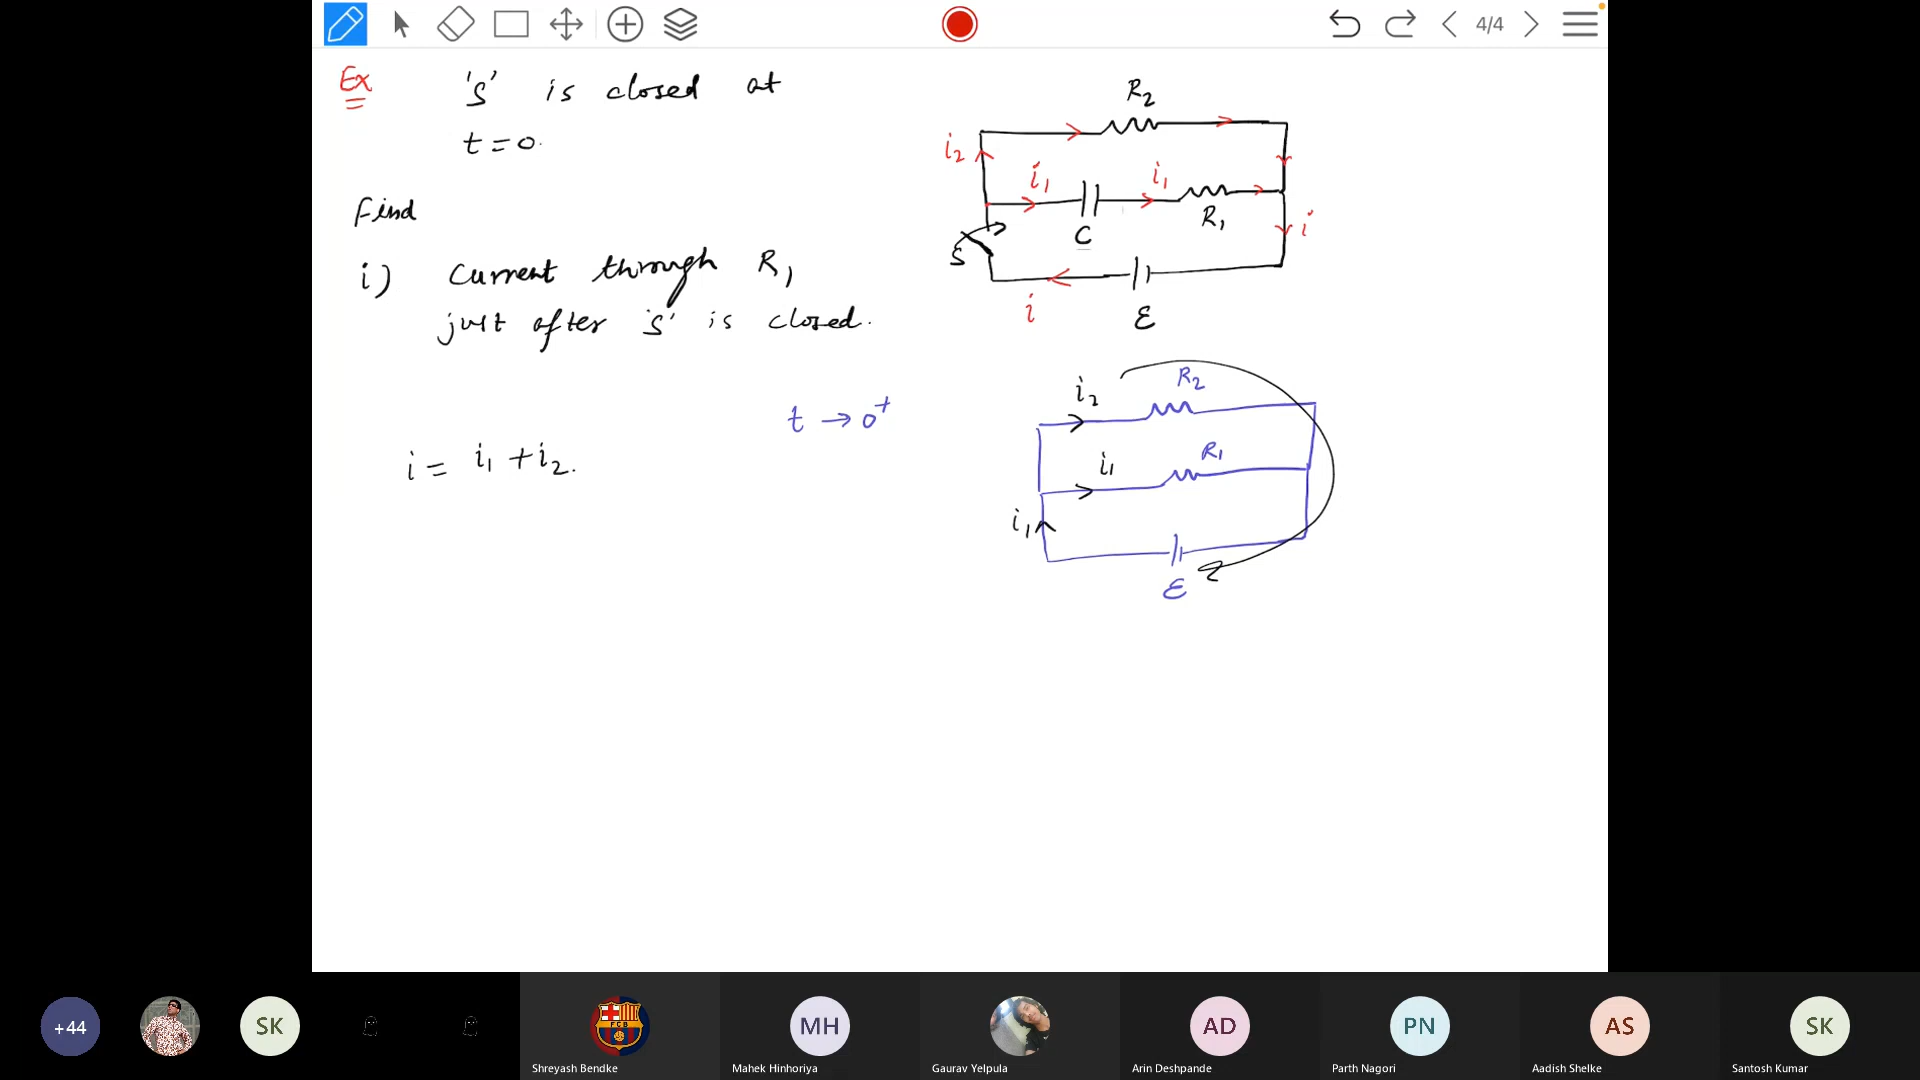 4/4
Ex 'S' is closed at
t = 0.
Find
i) Current through R1
just after 'S' is closed.
t → 0+
i = i1 + i2.
R2
i2
i1
i1
R1
C
S
i
i
ε
i2
R2
i1
R1
i1
ε
+44
SK
FCB
MH
AD
PN
AS
SK
Shreyash Bendke
Mahek Hinhoriya
Gaurav Yelpula
Arin Deshpande
Parth Nagori
Aadish Shelke
Santosh Kumar